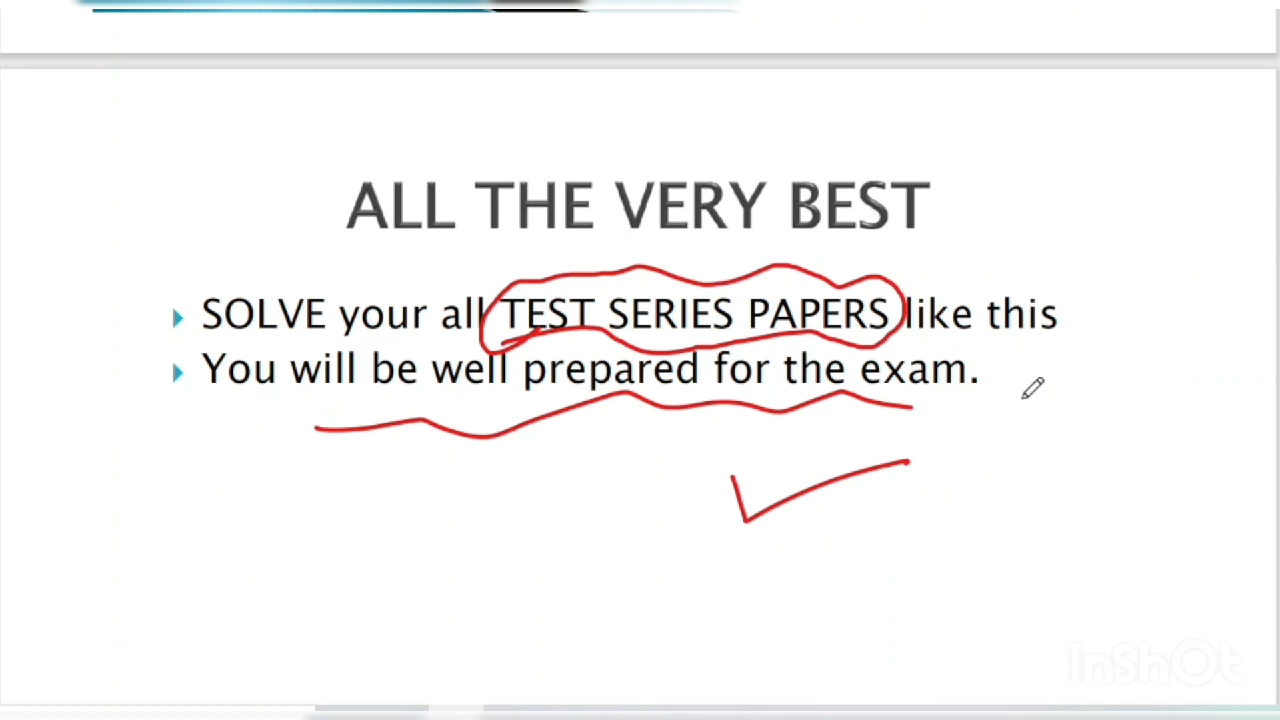 ALL THE VERY BEST
SOLVE your all TEST SERIES PAPERS like this
You will be well prepared for the exam.
InShOt